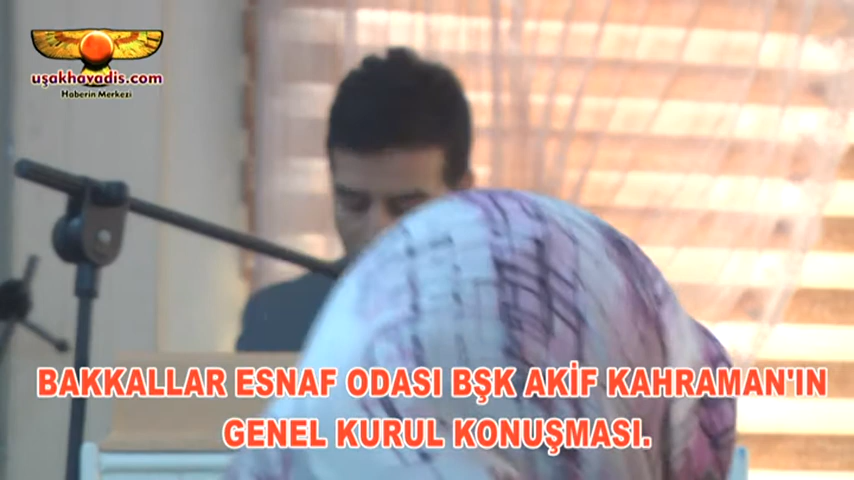 uşakhavadis.com
Haberin Merkezi
BAKKALLAR ESNAF ODASI BŞK AKİF KAHRAMAN'IN
GENEL KURUL KONUŞMASI.